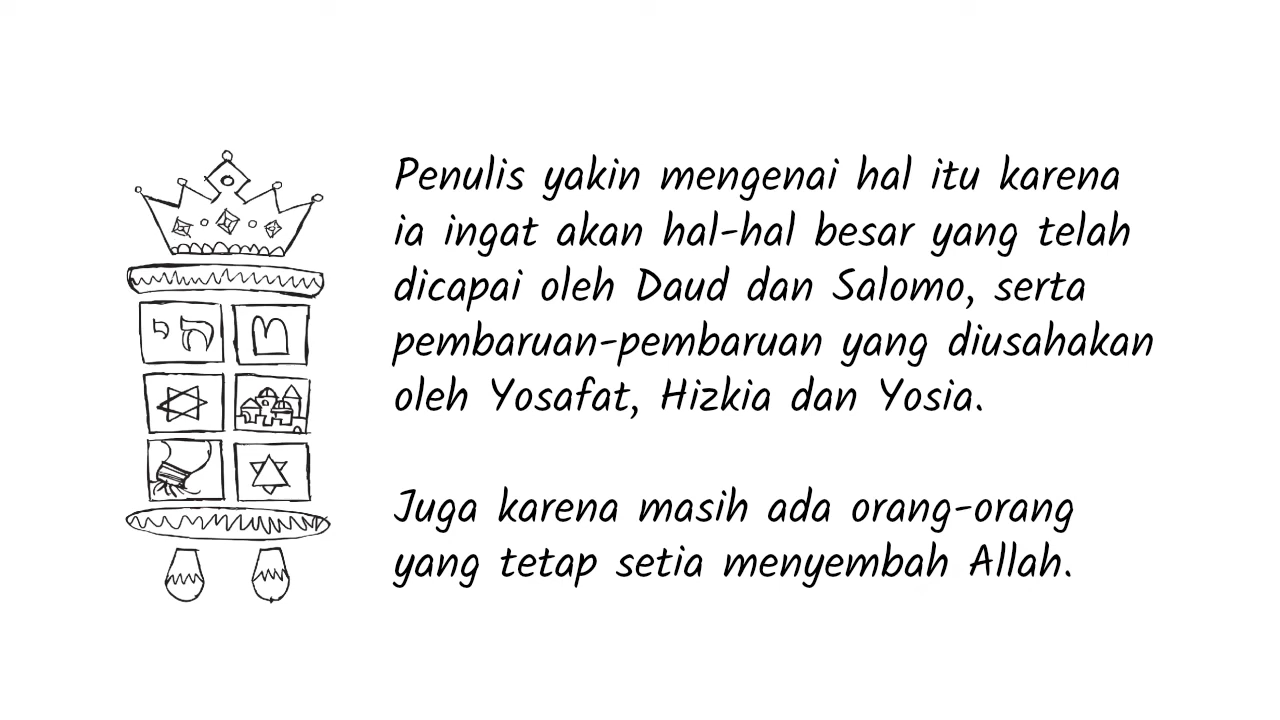 Penulis yakin mengenai hal itu karena
ia ingat akan hal-hal besar yang telah
dicapai oleh Daud dan Salomo, serta
pembaruan-pembaruan yang diusahakan
oleh Yosafat, Hizkia dan Yosia.
Juga karena masih ada orang-orang
yang tetap setia menyembah Allah.